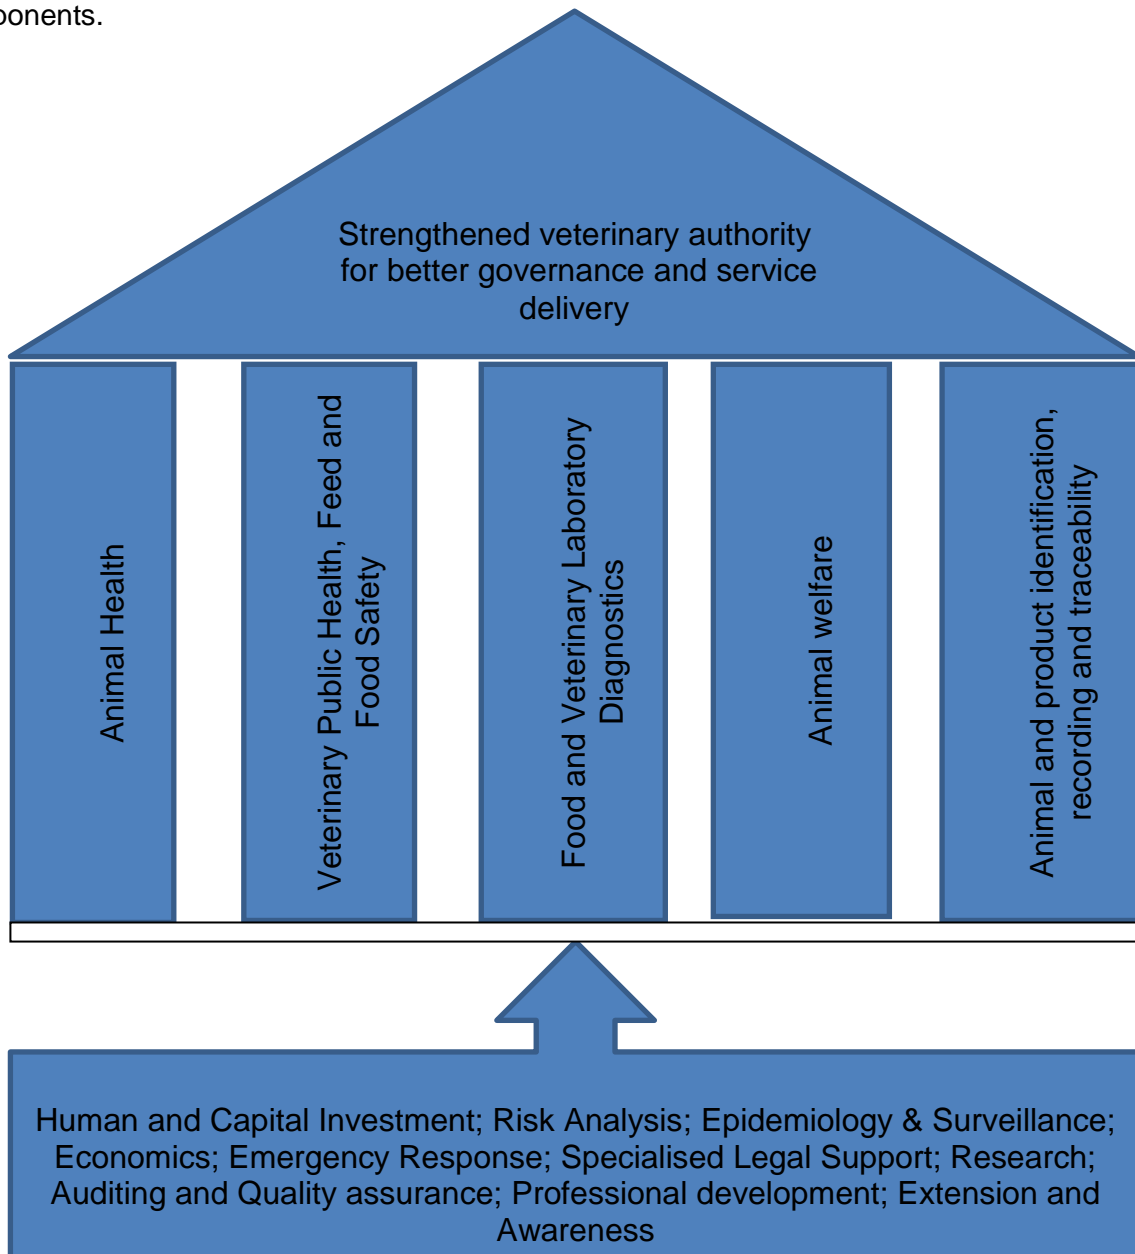 ponents.
Strengthened veterinary authority
for better governance and service
delivery
Animal Health
Veterinary Public Health, Feed and
Food Safety
Food and Veterinary Laboratory
Diagnostics
Animal welfare
Animal and product identification,
recording and traceability
Human and Capital Investment; Risk Analysis; Epidemiology & Surveillance;
Economics; Emergency Response; Specialised Legal Support; Research;
Auditing and Quality assurance; Professional development; Extension and
Awareness